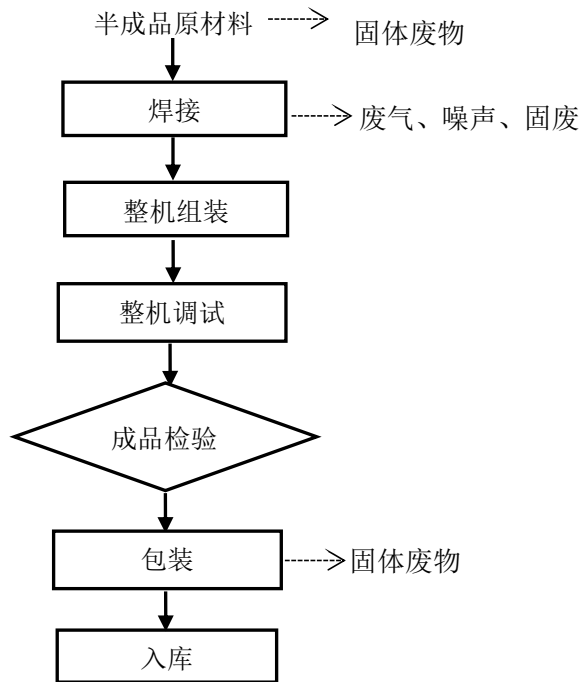 半成品原材料
固体废物
焊接
废气、噪声、固废
整机组装
整机调试
成品检验
包装
固体废物
入库